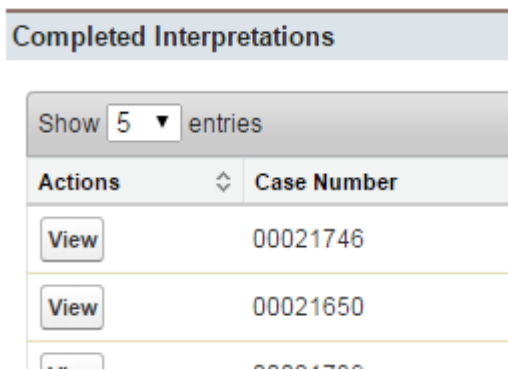 Completed Interpretations
Show 5 entries
Actions Case Number
View 00021746
View 00021650